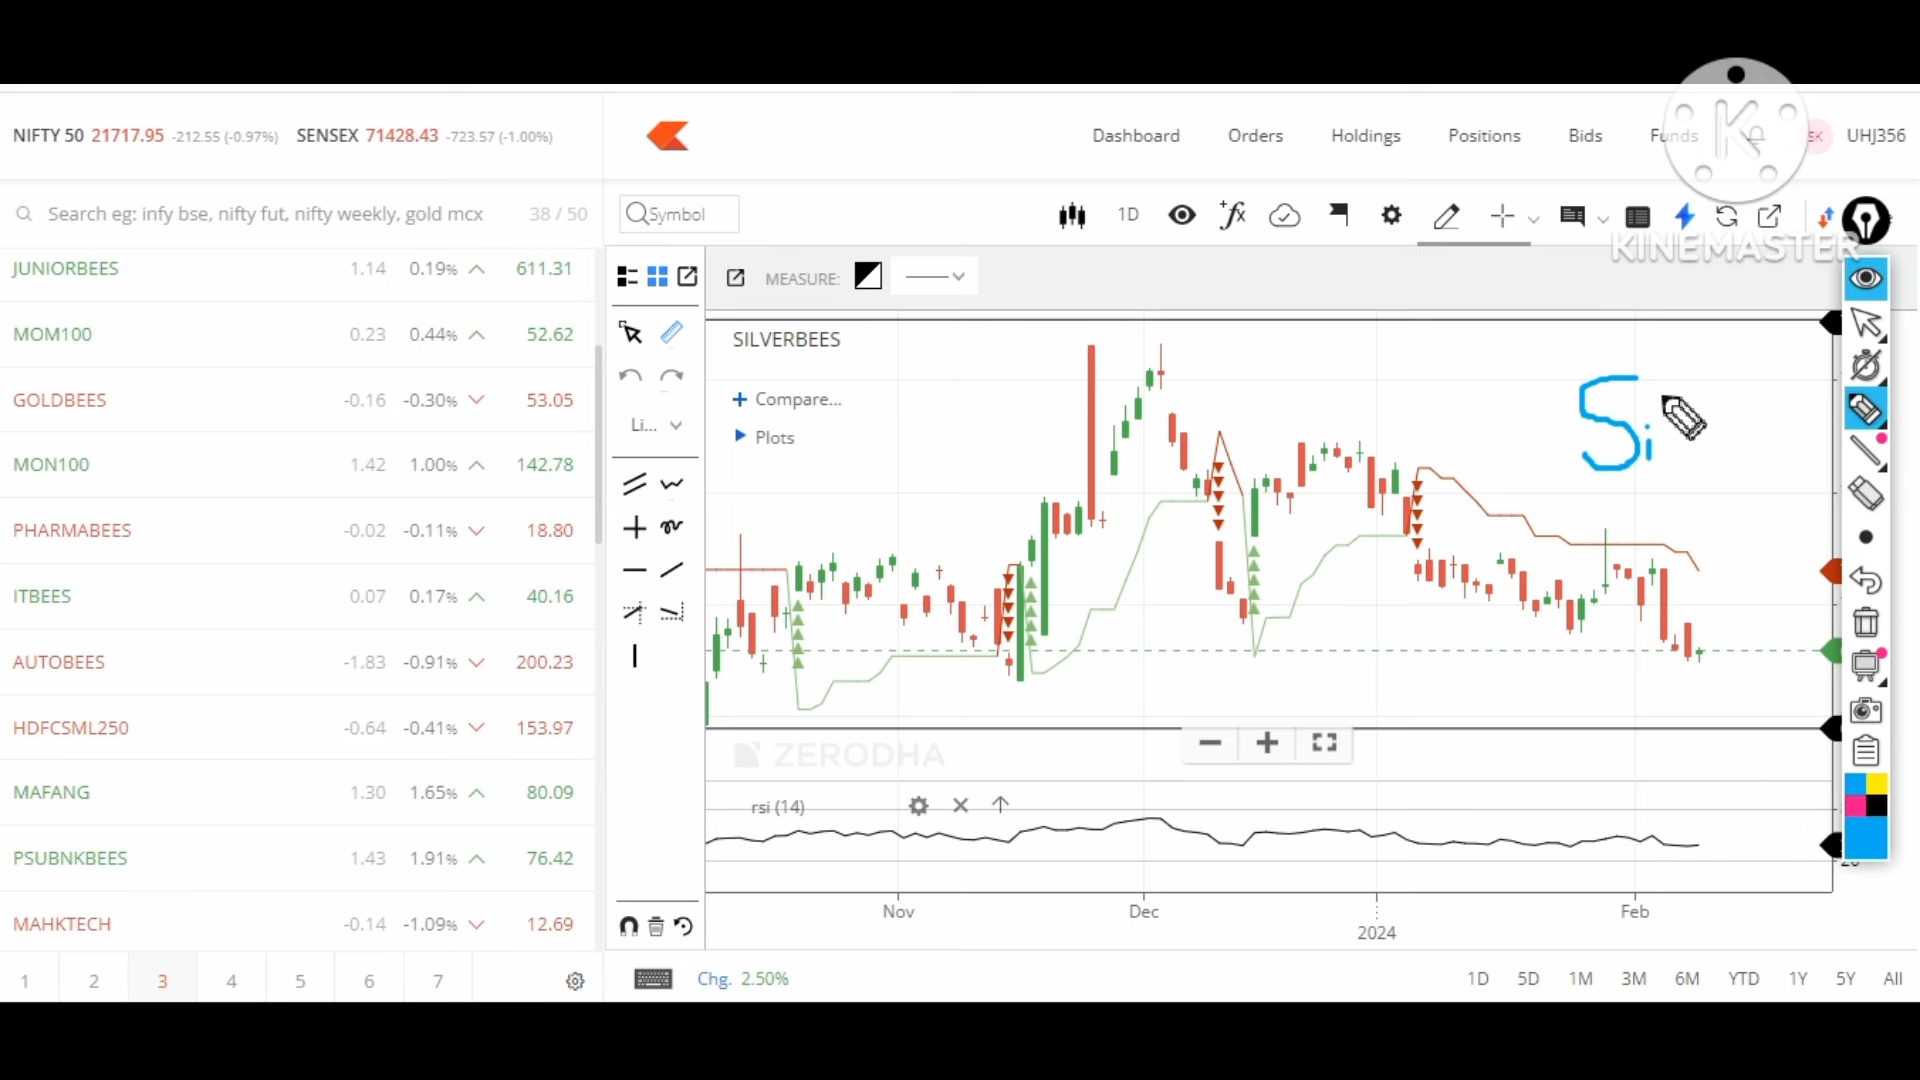 NIFTY 50 21717.95 -212.55 (-0.97%) SENSEX 71428.43 -723.57 (-1.00%)
Dashboard Orders Holdings Positions Bids Funds SK UHJ356
K
KINEMASTER
Search eg: infy bse, nifty fut, nifty weekly, gold mcx 38 / 50
Symbol 1D
MEASURE:
JUNIORBEES 1.14 0.19% 611.31
MOM100 0.23 0.44% 52.62
GOLDBEES -0.16 -0.30% 53.05
MON100 1.42 1.00% 142.78
PHARMABEES -0.02 -0.11% 18.80
ITBEES 0.07 0.17% 40.16
AUTOBEES -1.83 -0.91% 200.23
HDFCSML250 -0.64 -0.41% 153.97
MAFANG 1.30 1.65% 80.09
PSUBNKBEES 1.43 1.91% 76.42
MAHKTECH -0.14 -1.09% 12.69
1 2 3 4 5 6 7
Li...
SILVERBEES
Compare...
Plots
Si
ZERODHA
rsi (14)
Nov Dec Feb
2024
Chg. 2.50% 1D 5D 1M 3M 6M YTD 1Y 5Y All